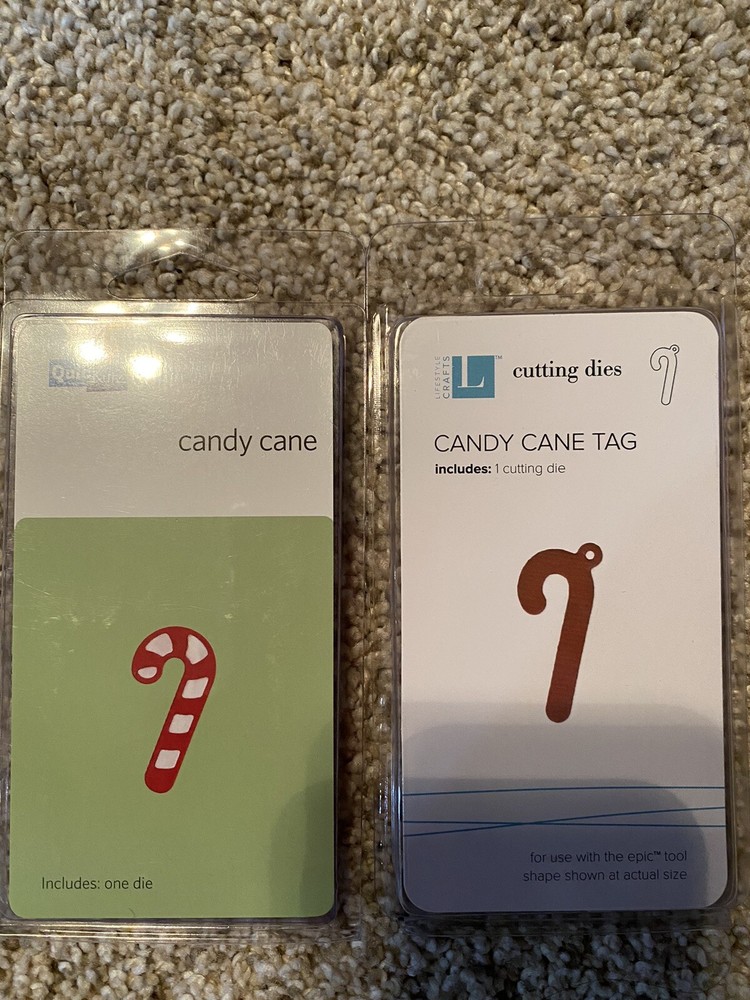 candy cane
Includes: one die
LIFESTYLE
CRAFTS
L™
cutting dies
CANDY CANE TAG
includes: 1 cutting die
for use with the epic™ tool
shape shown at actual size